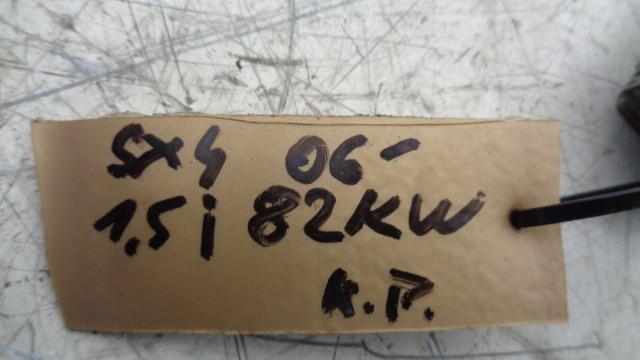 SX4 06-
1,5i 82KW
A.P.